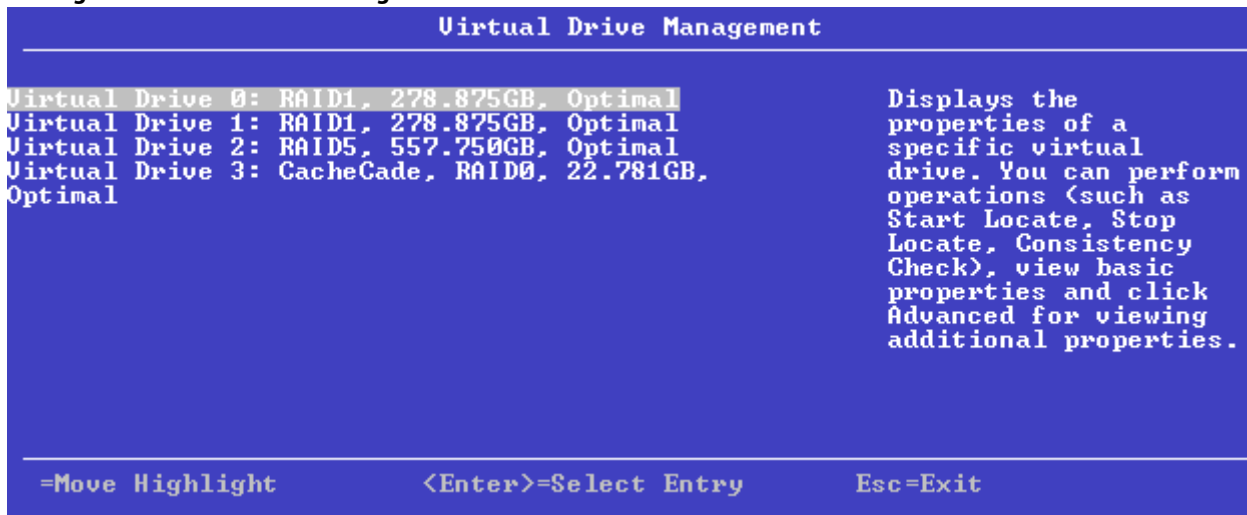 Virtual Drive Management
Virtual Drive 0: RAID1, 278.875GB, Optimal
Virtual Drive 1: RAID1, 278.875GB, Optimal
Virtual Drive 2: RAID5, 557.750GB, Optimal
Virtual Drive 3: CacheCade, RAID0, 22.781GB,
Optimal
Displays the
properties of a
specific virtual
drive. You can perform
operations (such as
Start Locate, Stop
Locate, Consistency
Check), view basic
properties and click
Advanced for viewing
additional properties.
=Move Highlight <Enter>=Select Entry Esc=Exit